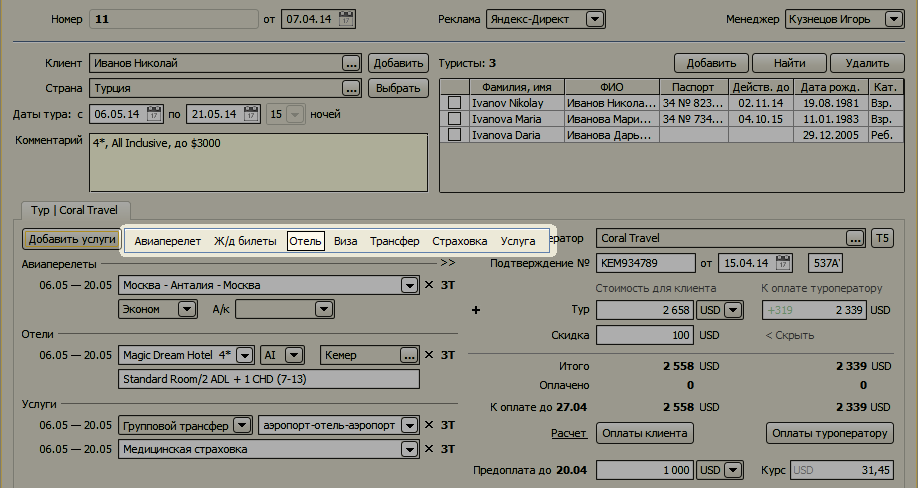 Номер 11 от 07.04.14 Реклама Яндекс-Директ Менеджер Кузнецов Игорь
Клиент Иванов Николай ... Добавить Туристы: 3 Добавить Найти Удалить
Страна Турция ... Выбрать
Фамилия, имя ФИО Паспорт Действ. до Дата рожд. Кат.
Ivanov Nikolay Иванов Никола... 34 № 823... 02.11.14 19.08.1981 Взр.
Даты тура: с 06.05.14 по 21.05.14 15 ночей
Ivanova Maria Иванова Мари... 34 № 734... 04.10.15 11.01.1983 Взр.
Ivanova Daria Иванова Дарь... 29.12.2005 Реб.
Комментарий 4*, All Inclusive, до $3000
Тур | Coral Travel
Добавить услуги Авиаперелет Ж/д билеты Отель Виза Трансфер Страховка Услуга ератор Coral Travel ... T5
Авиаперелеты >> Подтверждение № KEM934789 от 15.04.14 537A
06.05 — 20.05 Москва - Анталия - Москва × 3Т Стоимость для клиента К оплате туроператору
Эконом А/к + Тур 2 658 USD +319 2 339 USD
Отели Скидка 100 USD < Скрыть
06.05 — 20.05 Magic Dream Hotel 4* AI Кемер ... × 3Т Итого 2 558 USD 2 339 USD
Standard Room/2 ADL + 1 CHD (7-13) Оплачено 0 0
Услуги К оплате до 27.04 2 558 USD 2 339 USD
06.05 — 20.05 Групповой трансфер аэропорт-отель-аэропорт × 3Т Расчет Оплаты клиента Оплаты туроператору
06.05 — 20.05 Медицинская страховка × 3Т
Предоплата до 20.04 1 000 USD Курс USD 31,45